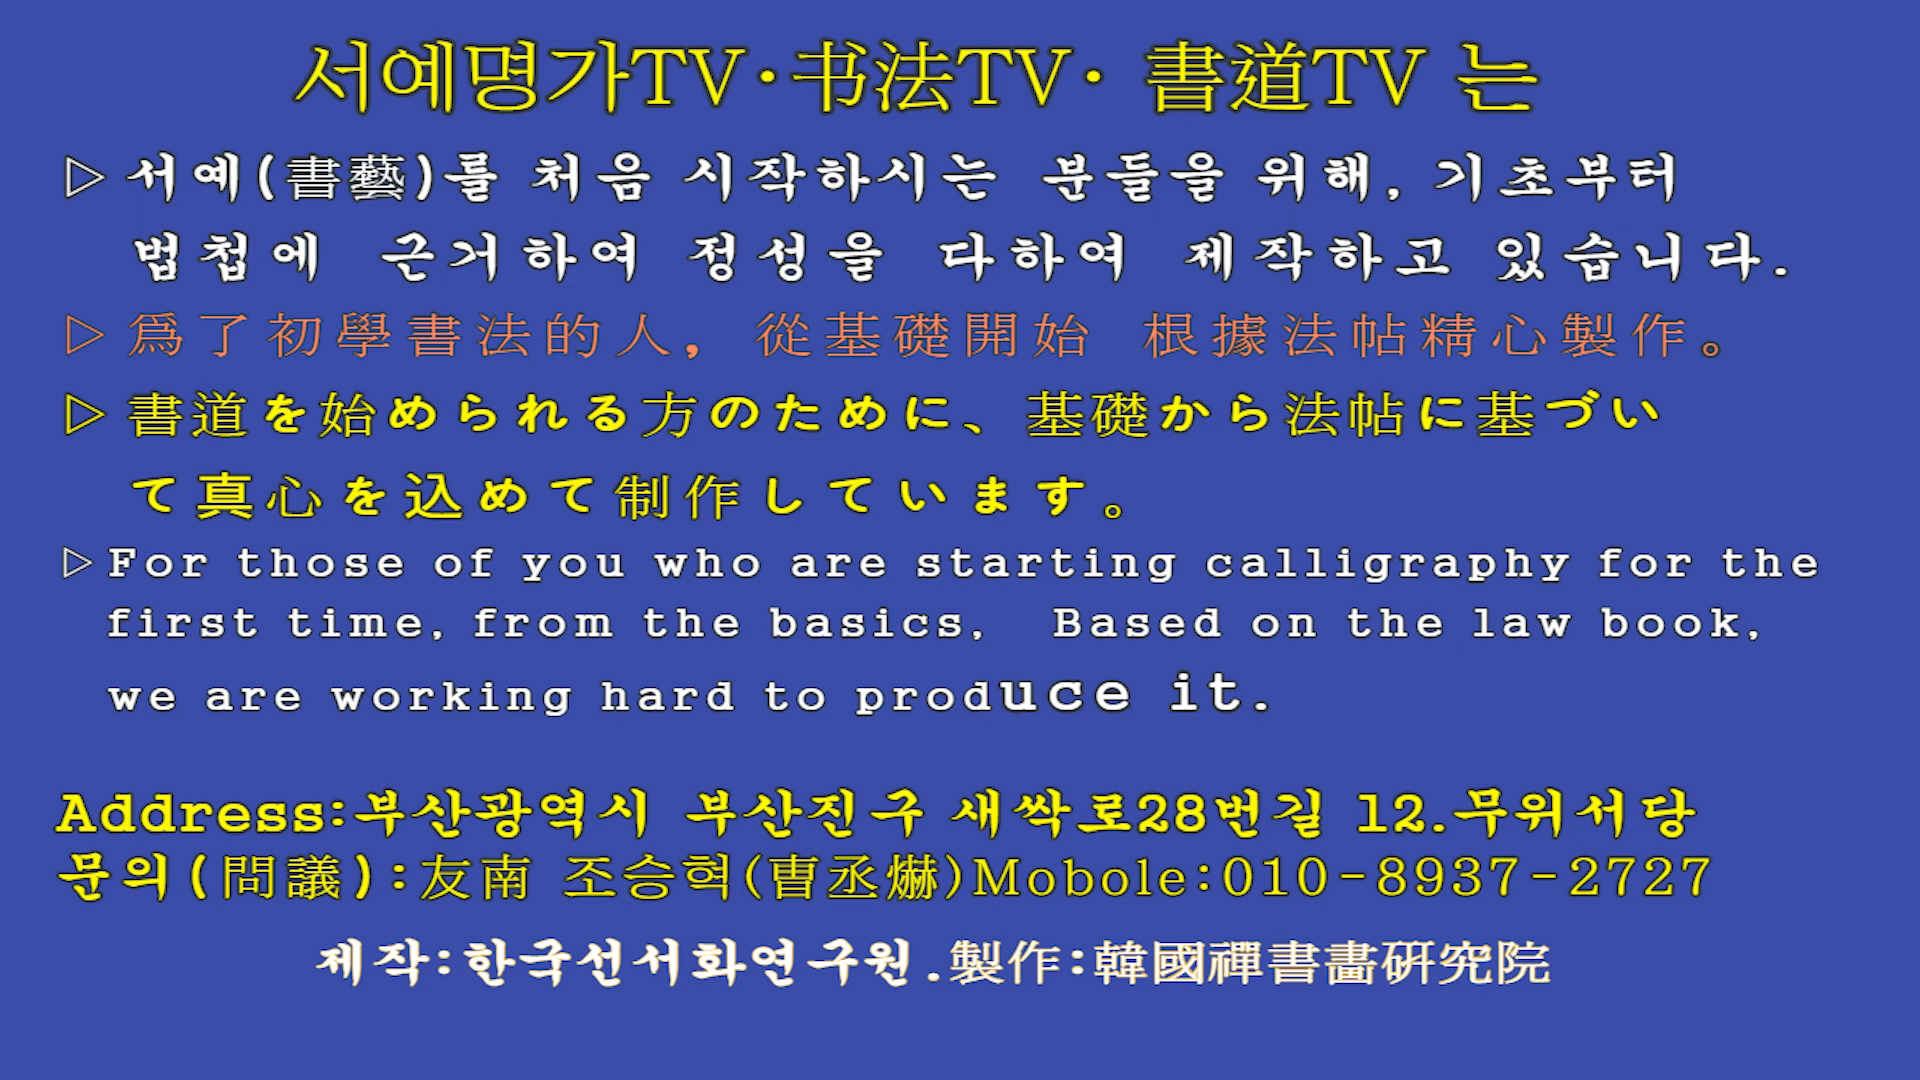 서예명가TV·书法TV· 書道TV 는
▷서예(書藝)를 처음 시작하시는 분들을 위해, 기초부터
법첩에 근거하여 정성을 다하여 제작하고 있습니다.
▷爲了初學書法的人, 從基礎開始 根據法帖精心製作。
▷書道を始められる方のために、基礎から法帖に基づい
て真心を込めて制作しています。
▷For those of you who are starting calligraphy for the
first time, from the basics, Based on the law book,
we are working hard to produce it.
Address:부산광역시 부산진구 새싹로28번길 12.무위서당
문의(問議):友南 조승혁(曺丞爀)Mobole:010-8937-2727
제작:한국선서화연구원.製作:韓國禪書畵硏究院